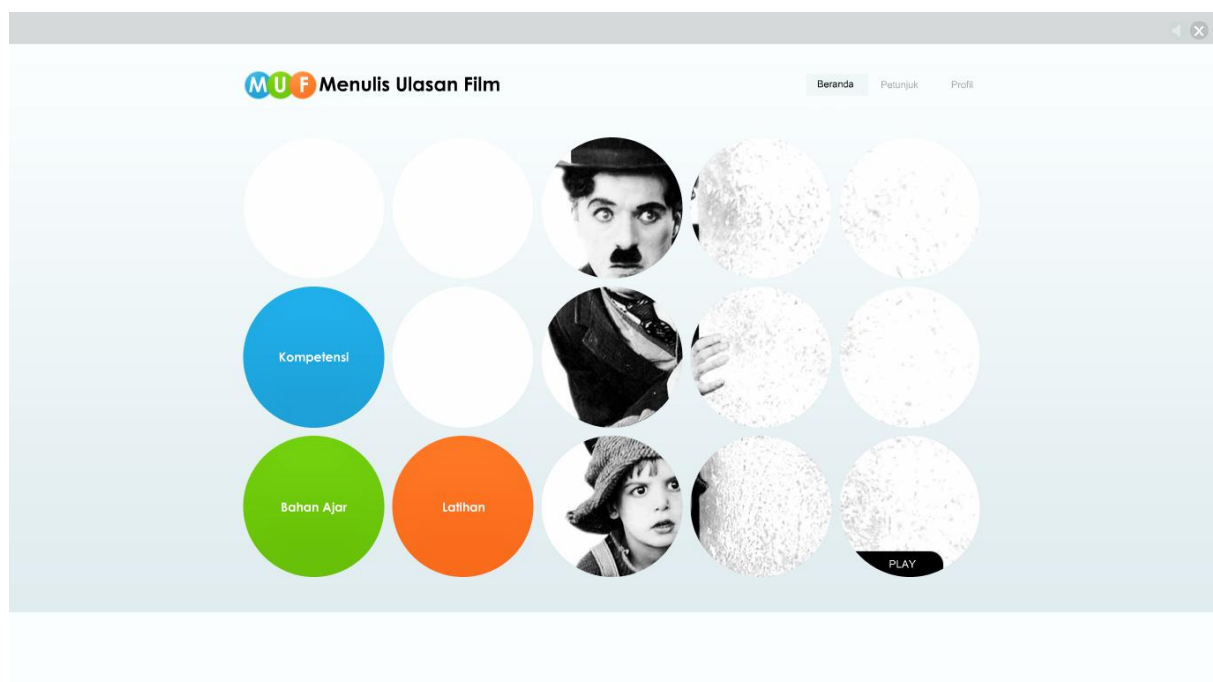 MUF Menulis Ulasan Film
Beranda Petunjuk Profil
Kompetensi
Bahan Ajar Latihan
PLAY